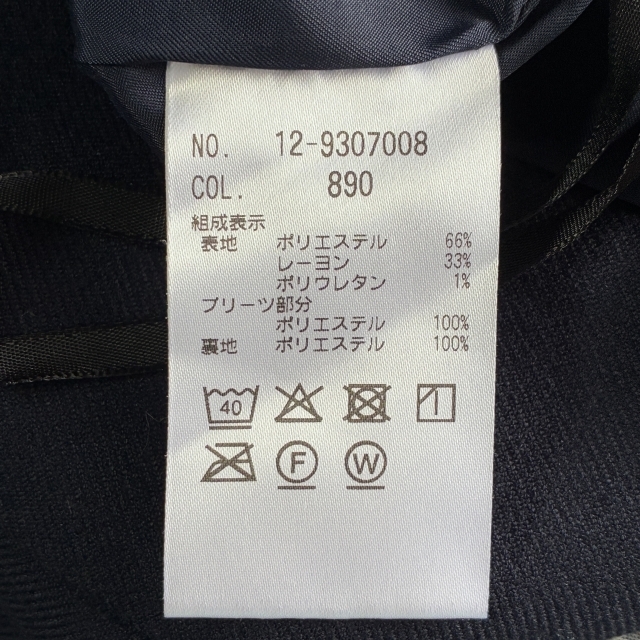 NO. 12-9307008
COL. 890
組成表示
表地 ポリエステル 66%
レーヨン 33%
ポリウレタン 1%
プリーツ部分
ポリエステル 100%
裏地 ポリエステル 100%
40
F W